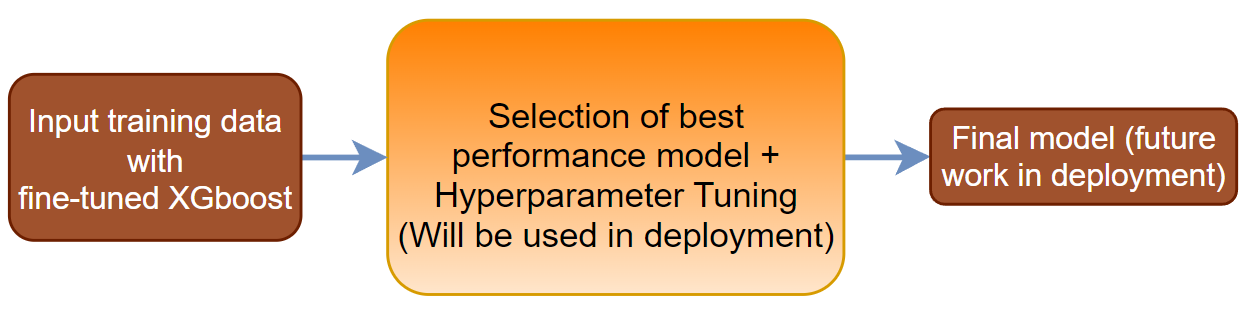 Input training data
with
fine-tuned XGboost
Selection of best
performance model +
Hyperparameter Tuning
(Will be used in deployment)
Final model (future
work in deployment)